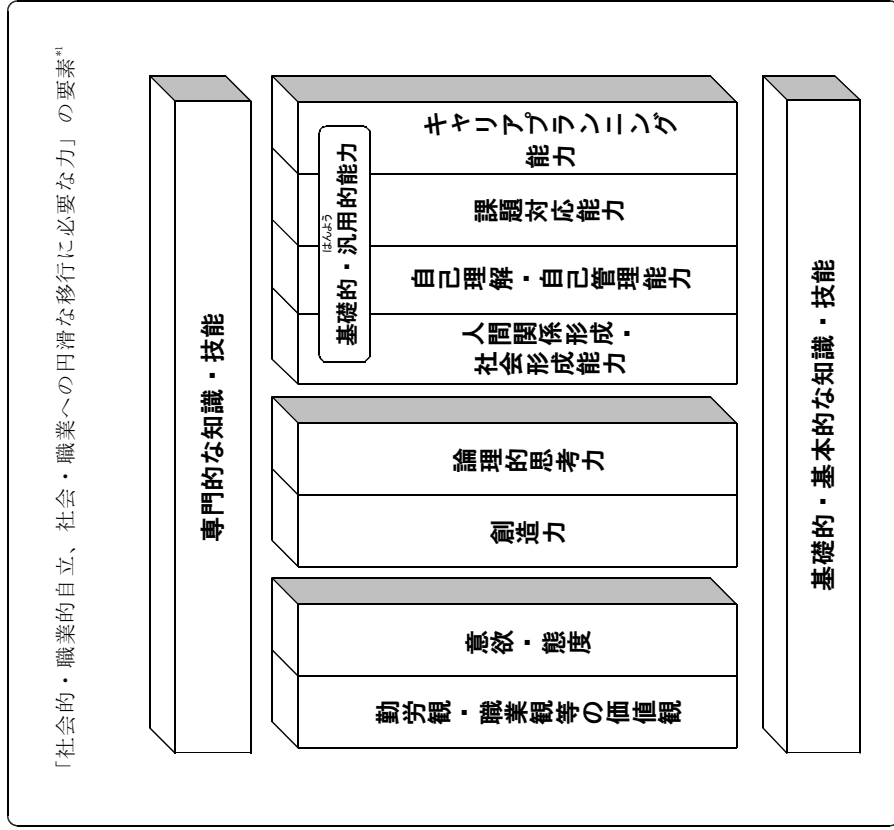 「社会的・職業的自立、社会・職業への円滑な移行に必要な力」の要素*1
専門的な知識・技能
はんよう
基礎的・汎用的能力
キャリアプランニング
能力
課題対応能力
自己理解・自己管理能力
人間関係形成・
社会形成能力
論理的思考力
創造力
意欲・態度
勤労観・職業観等の価値観
基礎的・基本的な知識・技能